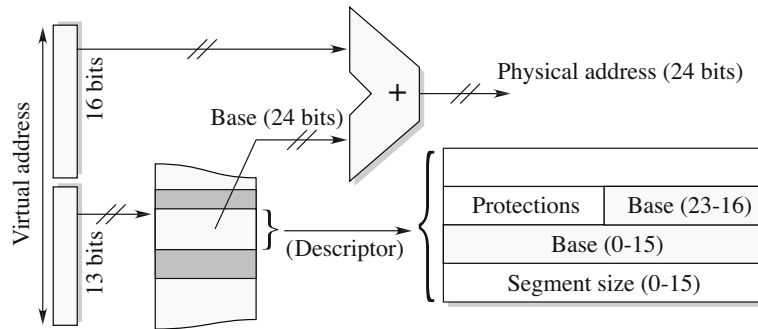 Virtual address
16 bits
13 bits
Base (24 bits)
+
Physical address (24 bits)
(Descriptor)
Protections
Base (23-16)
Base (0-15)
Segment size (0-15)